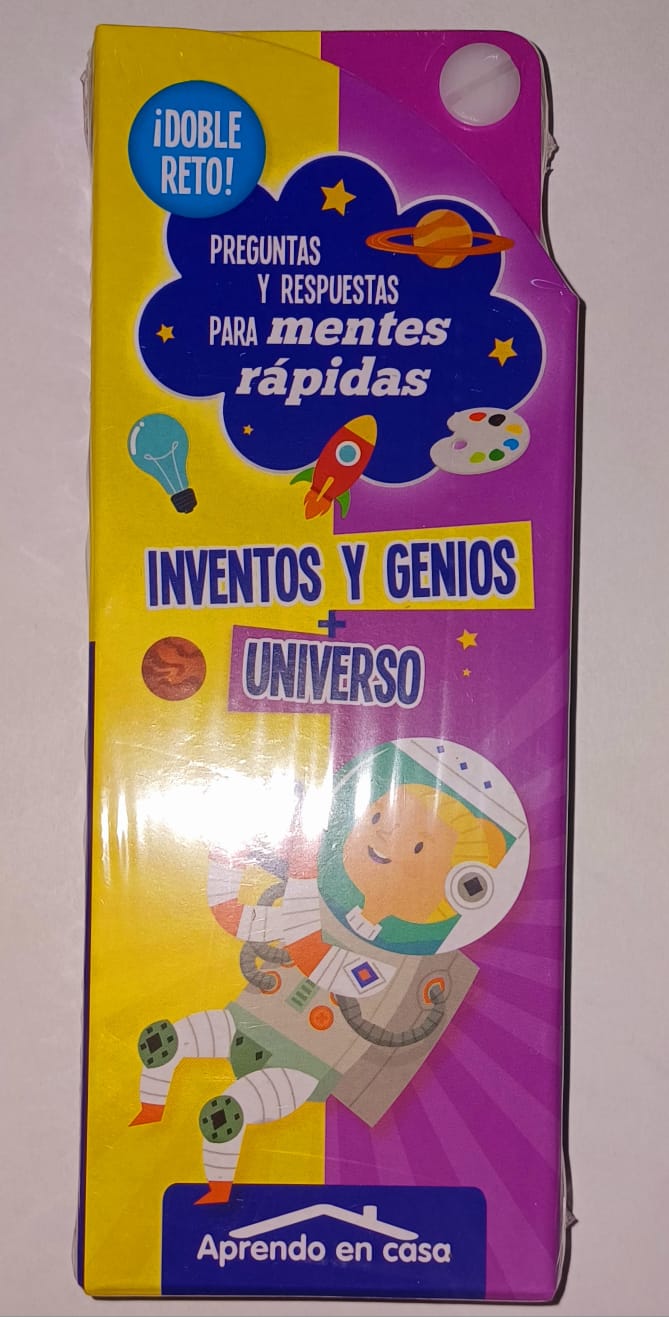 ¡DOBLE
RETO!
PREGUNTAS
Y RESPUESTAS
PARA mentes
rápidas
INVENTOS Y GENIOS
+
UNIVERSO
Aprendo en casa